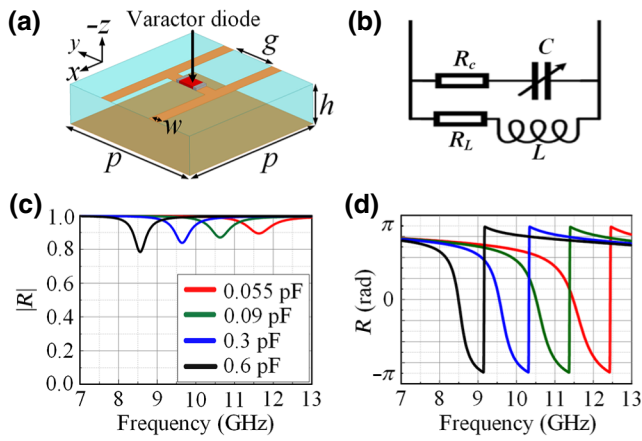 (a)
Varactor diode
-z
y
x
g
w
h
p
p
(b)
R_c
C
R_L
L
(c)
|R|
1.0
0.8
0.6
0.4
0.2
0.0
0.055 pF
0.09 pF
0.3 pF
0.6 pF
7 8 9 10 11 12 13
Frequency (GHz)
(d)
R (rad)
π
0
-π
7 8 9 10 11 12 13
Frequency (GHz)